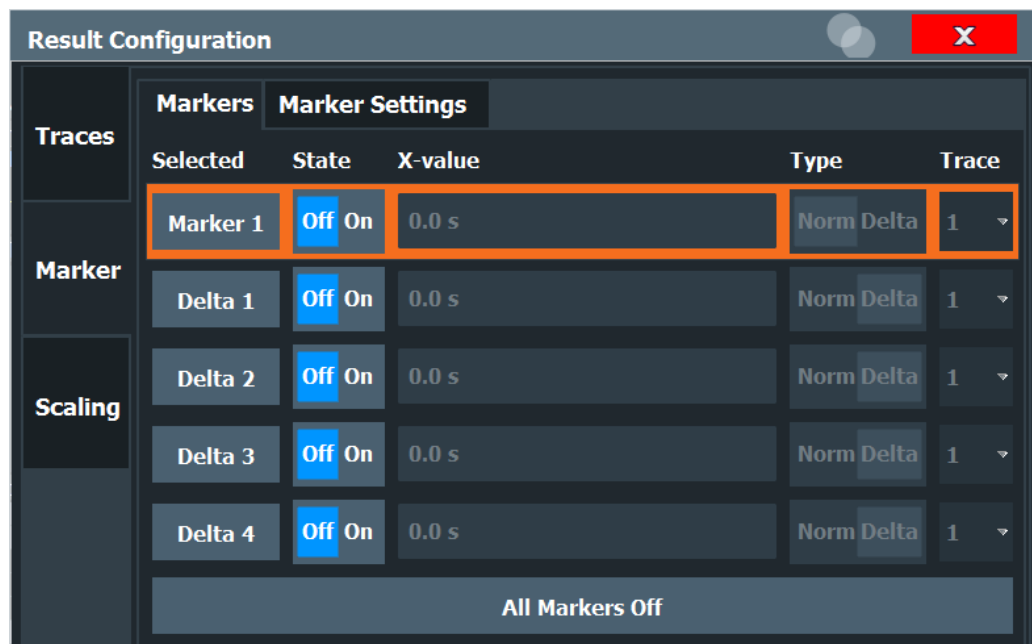 Result Configuration X
Markers Marker Settings
Traces
Selected State X-value Type Trace
Marker 1 Off On 0.0 s Norm Delta 1
Marker
Delta 1 Off On 0.0 s Norm Delta 1
Delta 2 Off On 0.0 s Norm Delta 1
Scaling
Delta 3 Off On 0.0 s Norm Delta 1
Delta 4 Off On 0.0 s Norm Delta 1
All Markers Off